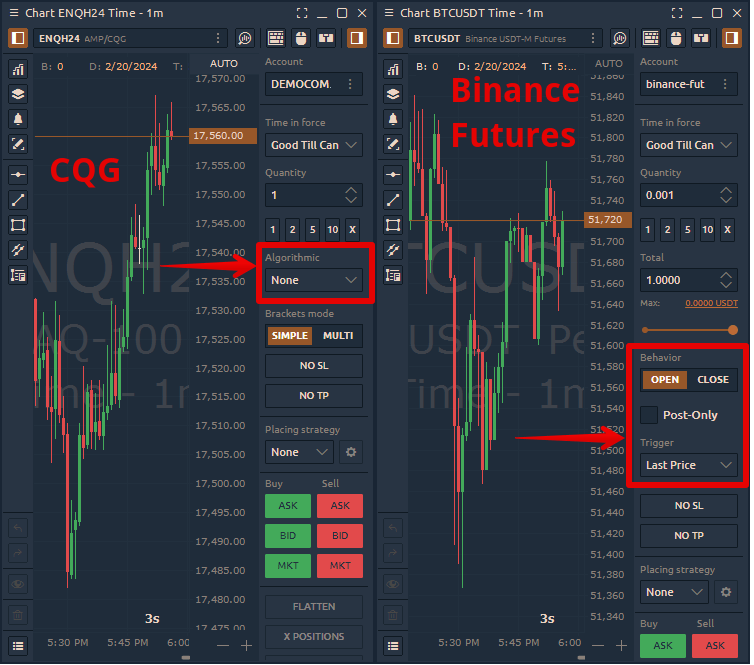 Chart ENQH24 Time - 1m
ENQH24 AMP/CQG
B: 0 D: 2/20/2024 T:
AUTO
17,570.00
17,565.00
17,560.00
17,555.00
17,550.00
17,545.00
17,540.00
17,535.00
17,530.00
17,525.00
17,520.00
17,515.00
17,510.00
17,505.00
17,500.00
17,495.00
17,490.00
17,485.00
17,480.00
17,475.00
CQG
ENQH2
AQ-100
ime - 1m
3s
5:30 PM 5:45 PM 6:00
Account
DEMOCOM.
Time in force
Good Till Can
Quantity
1
1 2 5 10 X
Algorithmic
None
Brackets mode
SIMPLE MULTI
NO SL
NO TP
Placing strategy
None
Buy Sell
ASK ASK
BID BID
MKT MKT
FLATTEN
X POSITIONS
Chart BTCUSDT Time - 1m
BTCUSDT Binance USDT-M Futures
B: 0 D: 2/20/2024 T: 5:...
AUTO
51,860
51,840
51,820
51,800
51,780
51,760
51,740
51,720
51,700
51,680
51,660
51,640
51,620
51,600
51,580
51,560
51,540
51,520
51,500
51,480
51,460
51,440
51,420
51,400
51,380
51,360
51,340
Binance
Futures
TCUSD
USDT Pe
Time - 1m
3s
5:30 PM 5:45 PM 6:00
Account
binance-fut
Time in force
Good Till Can
Quantity
0.001
1 2 5 10 X
Total
1.0000
Max: 0.0000 USDT
Behavior
OPEN CLOSE
Post-Only
Trigger
Last Price
NO SL
NO TP
Placing strategy
None
Buy Sell
ASK ASK